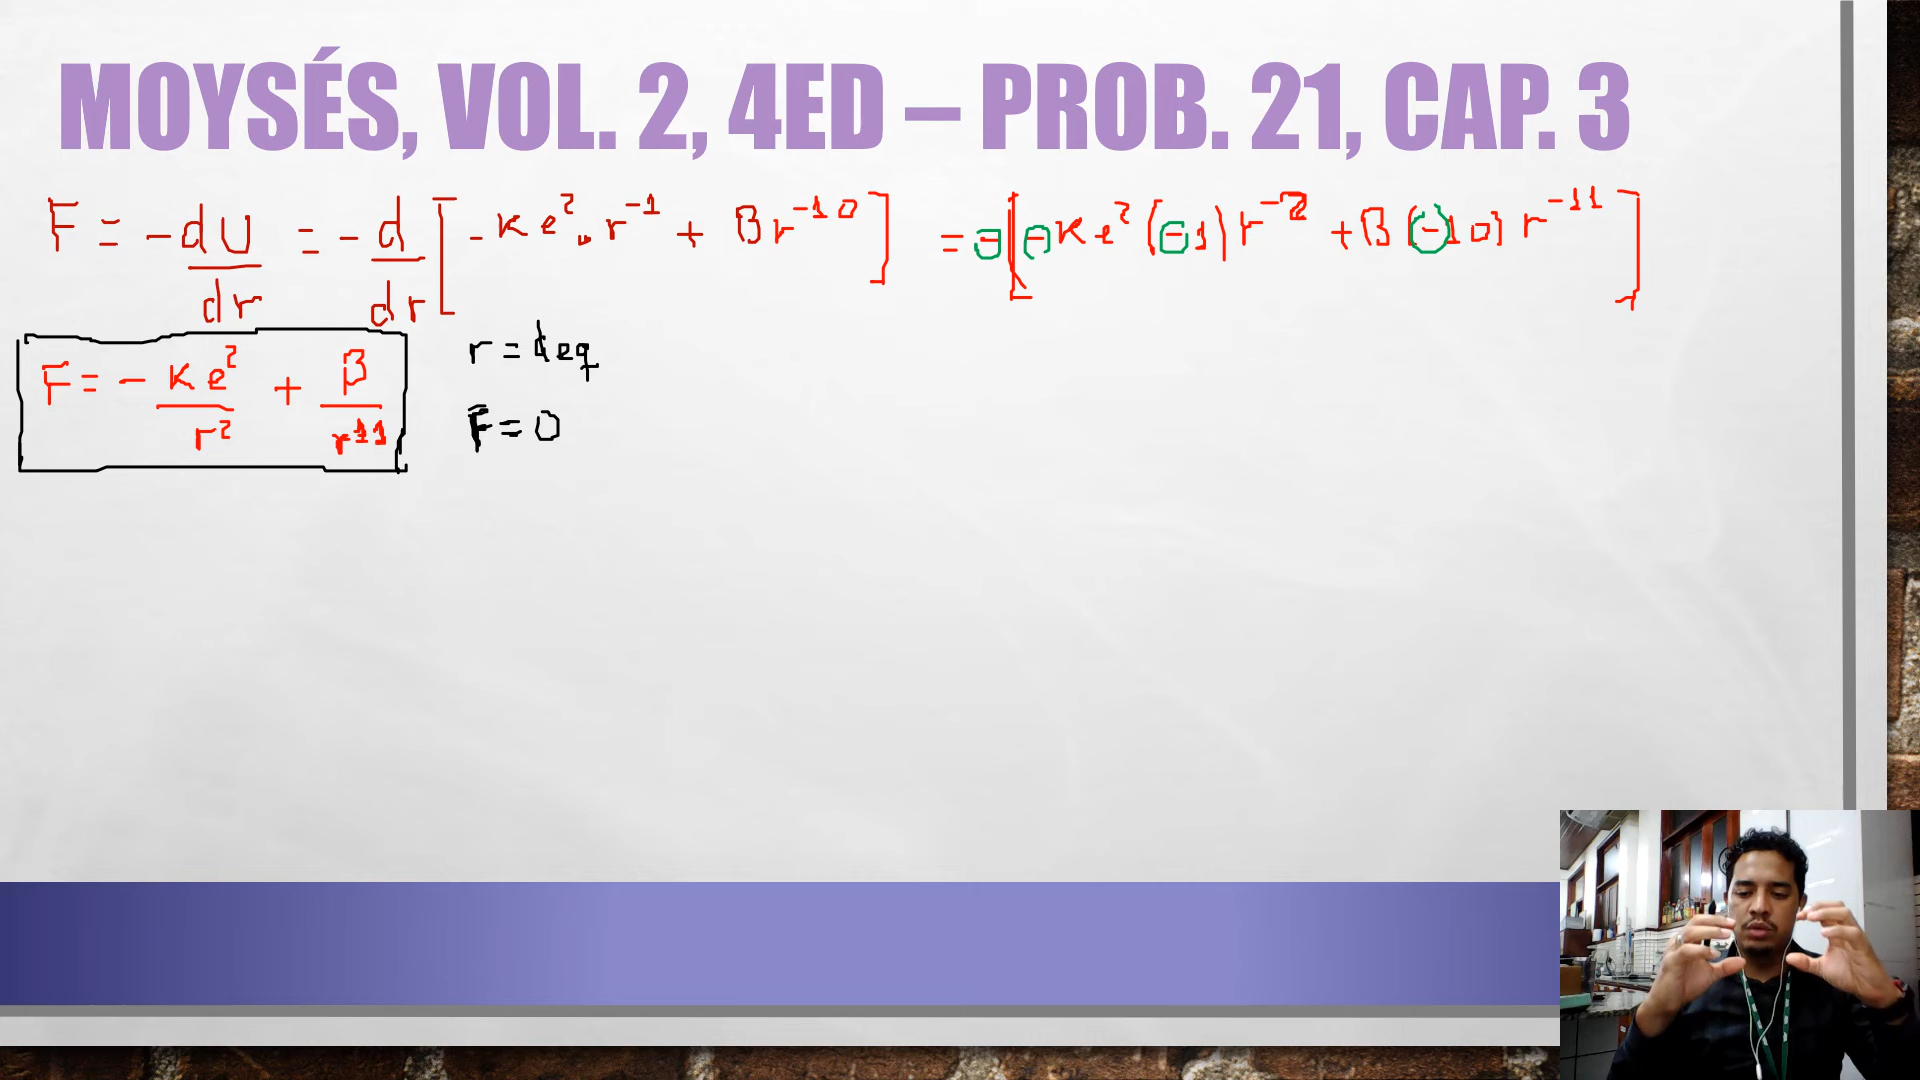 MOYSÉS, VOL. 2, 4ED – PROB. 21, CAP. 3
F = -dU/dr = -d/dr [-Ke².r⁻¹ + Br⁻¹⁰] = -[-Ke²(-1)r⁻² + B(-10)r⁻¹¹]
F = -Ke²/r² + β/r¹¹
r = deq
F = 0